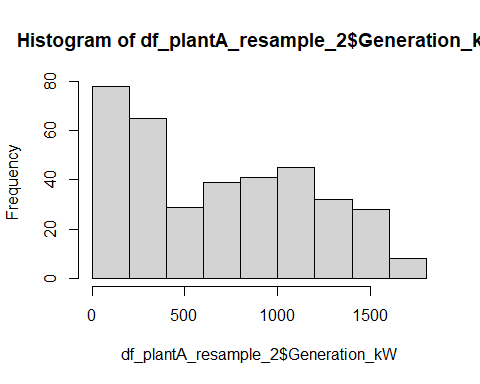 Histogram of df_plantA_resample_2$Generation_k
80
60
40
20
0
Frequency
0 500 1000 1500
df_plantA_resample_2$Generation_kW